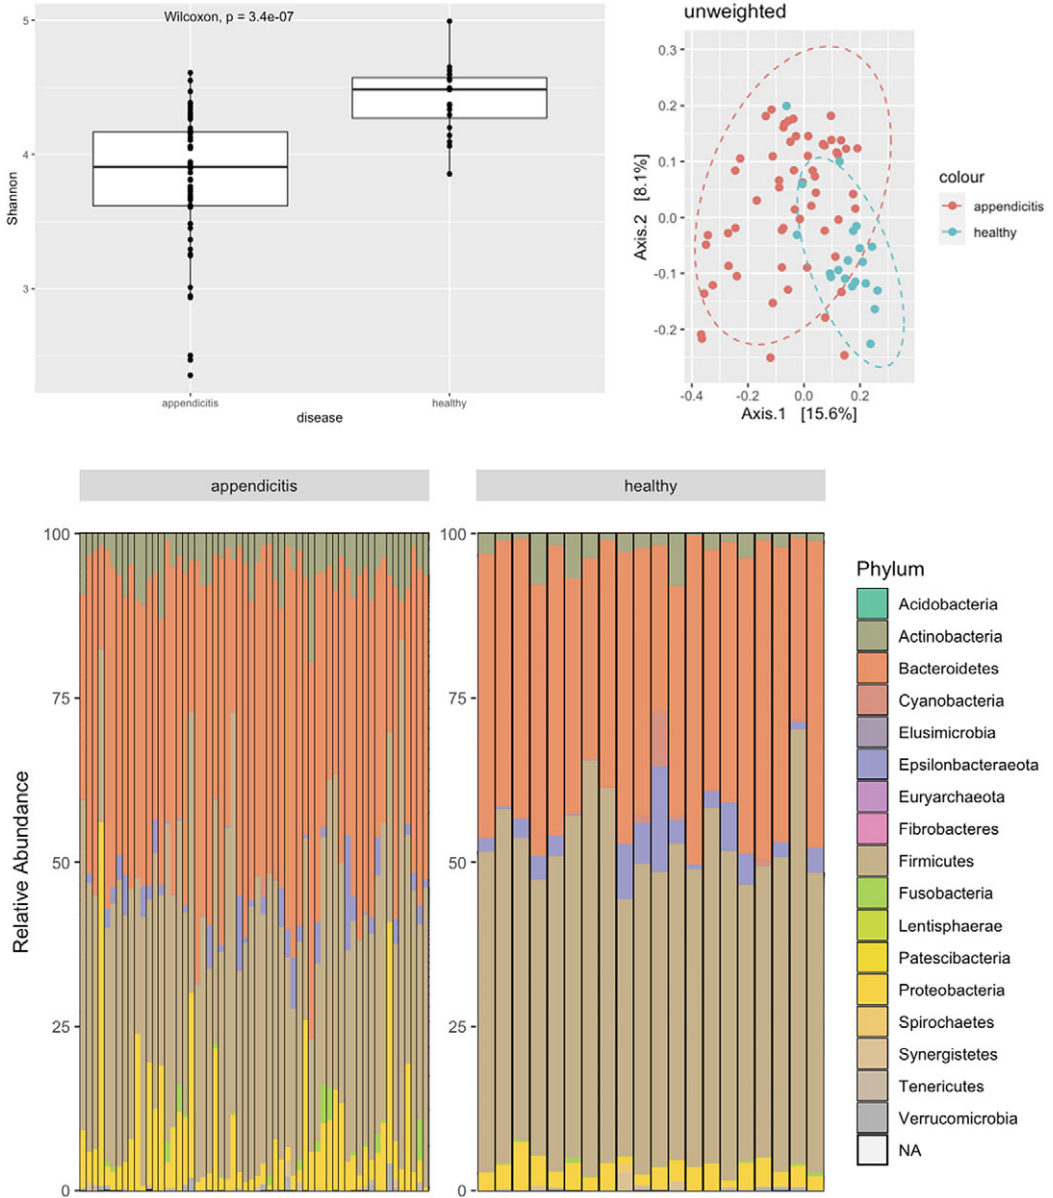 Wilcoxon, p = 3.4e-07
5
4
3
Shannon
appendicitis
healthy
disease
unweighted
0.3
0.2
0.1
0.0
-0.1
-0.2
Axis.2 [8.1%]
-0.4
-0.2
0.0
0.2
Axis.1 [15.6%]
colour
appendicitis
healthy
appendicitis
healthy
100
75
50
25
0
Relative Abundance
100
75
50
25
0
Phylum
Acidobacteria
Actinobacteria
Bacteroidetes
Cyanobacteria
Elusimicrobia
Epsilonbacteraeota
Euryarchaeota
Fibrobacteres
Firmicutes
Fusobacteria
Lentisphaerae
Patescibacteria
Proteobacteria
Spirochaetes
Synergistetes
Tenericutes
Verrucomicrobia
NA